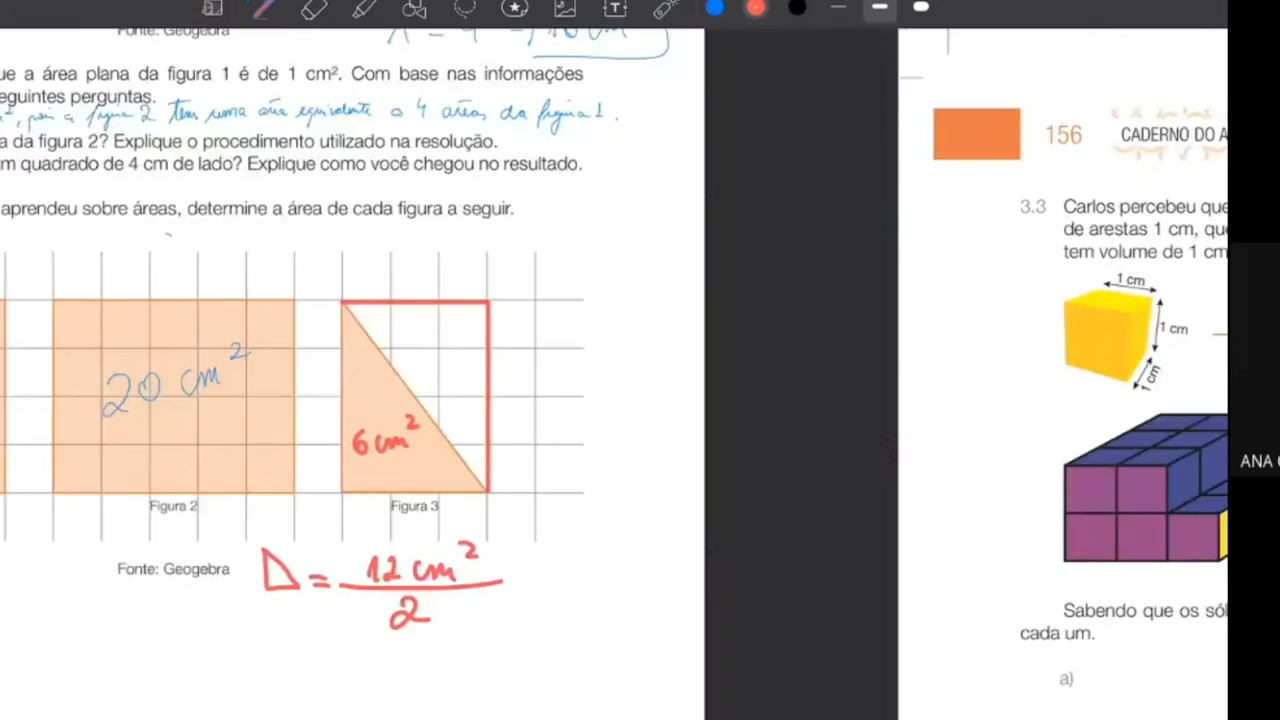 Fonte: Geogebra
ue a área plana da figura 1 é de 1 cm². Com base nas informações
eguintes perguntas.
figura 2 tem uma área equivalente a 4 áreas da figura 1.
a da figura 2? Explique o procedimento utilizado na resolução.
m quadrado de 4 cm de lado? Explique como você chegou no resultado.
aprendeu sobre áreas, determine a área de cada figura a seguir.
20 cm²
6 cm²
Figura 2
Figura 3
Fonte: Geogebra
= 12 cm²
2
156 CADERNO DO A
3.3 Carlos percebeu que
de arestas 1 cm, qu
tem volume de 1 cm
1 cm
1 cm
1 cm
Sabendo que os sól
cada um.
a)
ANA